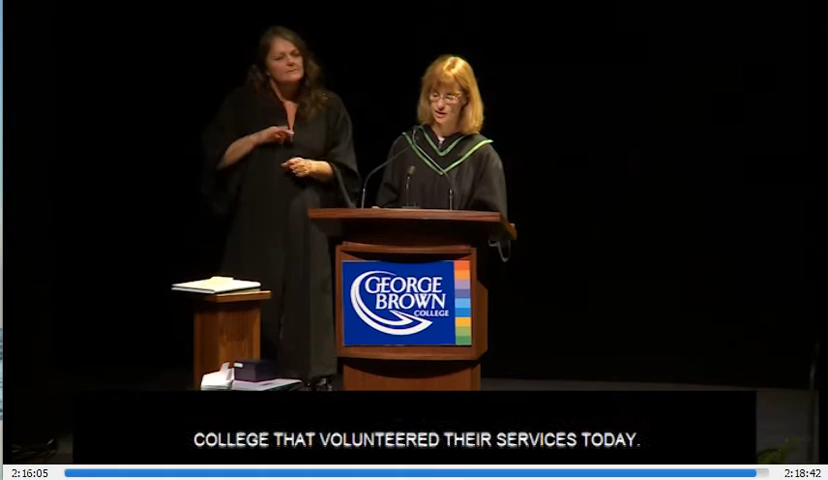 GEORGE
BROWN
COLLEGE
COLLEGE THAT VOLUNTEERED THEIR SERVICES TODAY.
2:16:05
2:18:42